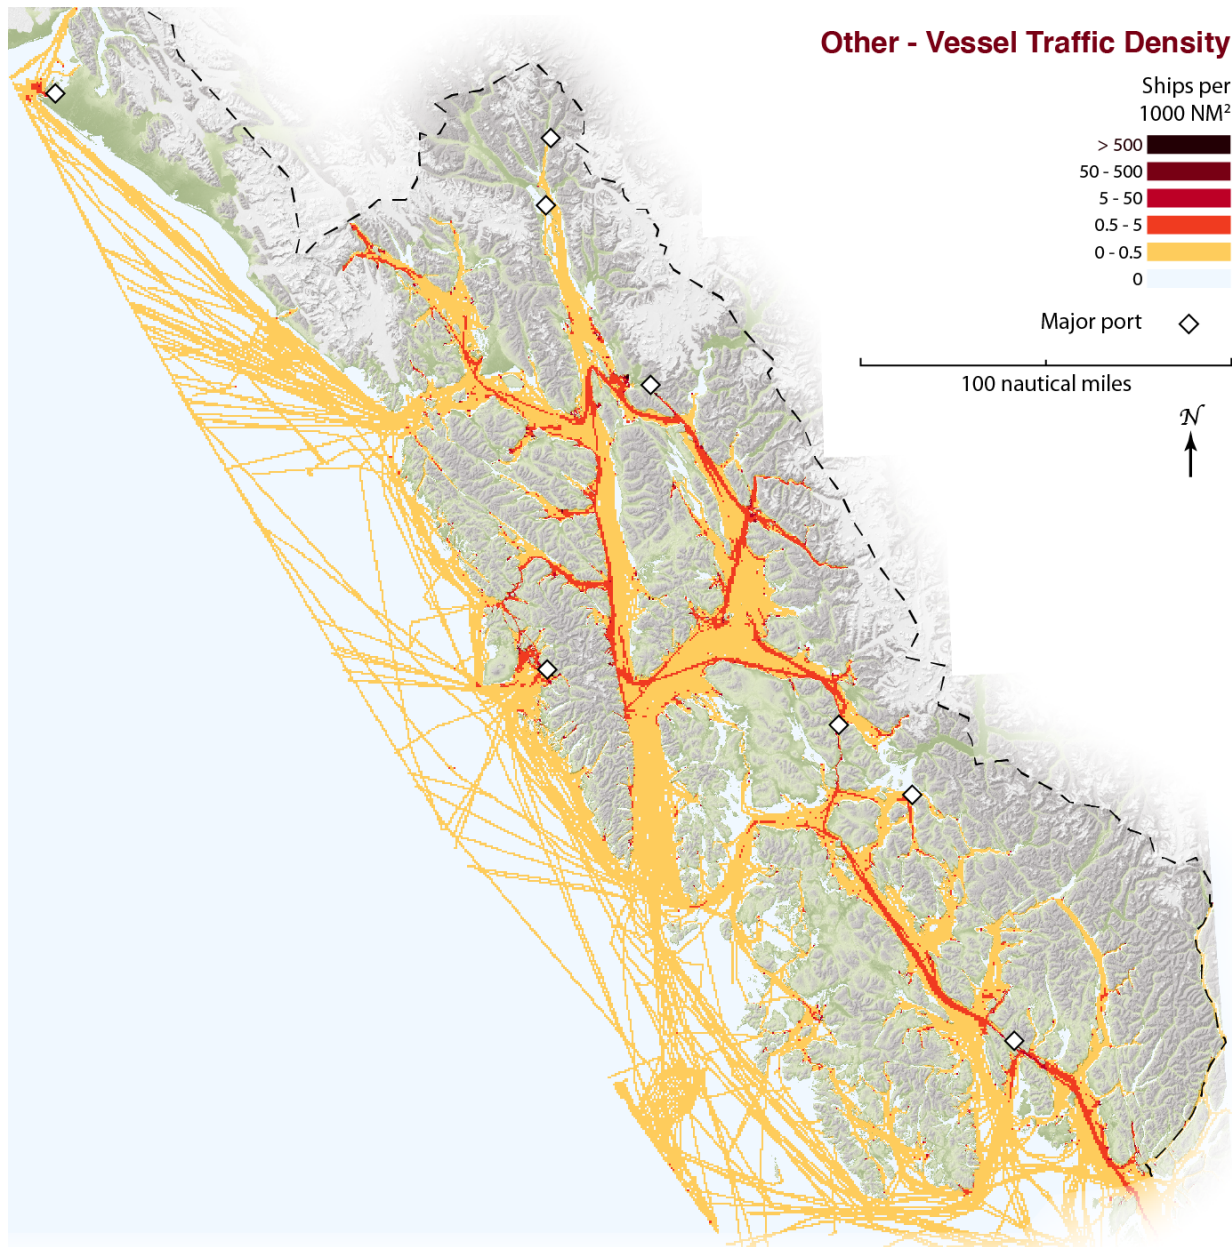 Other - Vessel Traffic Density
Ships per
1000 NM²
> 500
50 - 500
5 - 50
0.5 - 5
0 - 0.5
0
Major port
100 nautical miles
N